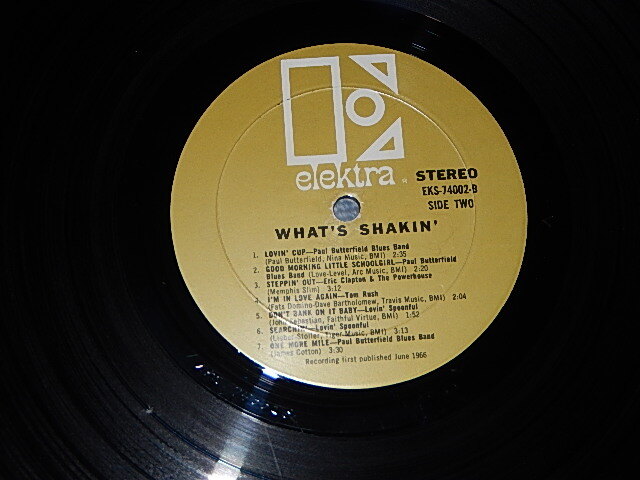 elektra
STEREO
EKS-74002-B
SIDE TWO
WHAT'S SHAKIN'
1. LOVIN' CUP—Paul Butterfield Blues Band
(Paul Butterfield, Nina Music, BMI) 2:35
2. GOOD MORNING LITTLE SCHOOLGIRL—Paul Butterfield
Blues Band (Love-Level, Arc Music, BMI) 2:20
3. STEPPIN' OUT—Eric Clapton & The Powerhouse
(Memphis Slim) 3:12
4. I'M IN LOVE AGAIN—Tom Rush
(Fats Domino-Dave Bartholomew, Travis Music, BMI) 2:04
5. DON'T BANK ON IT BABY—Lovin' Spoonful
(John Sebastian, Faithful Virtue, BMI) 1:52
6. SEARCHIN'—Lovin' Spoonful
(Lieber-Stoller, Tiger Music, BMI) 3:13
7. ONE MORE MILE—Paul Butterfield Blues Band
(James Cotton) 3:30
Recording first published June 1966